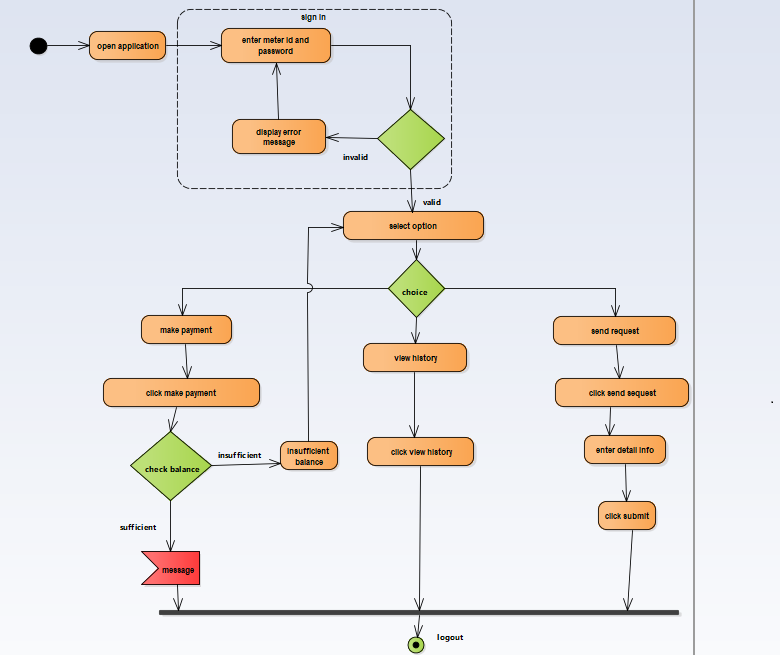 sign in
open application
enter meter id and
password
display error
message
invalid
valid
select option
choice
make payment
view history
send request
click make payment
click send sequest
check balance
insufficient
insufficient
balance
click view history
enter detail info
click submit
sufficient
message
logout